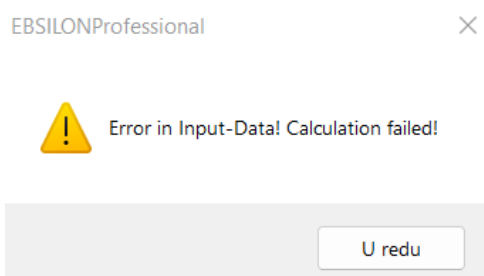 EBSILONProfessional
Error in Input-Data! Calculation failed!
U redu